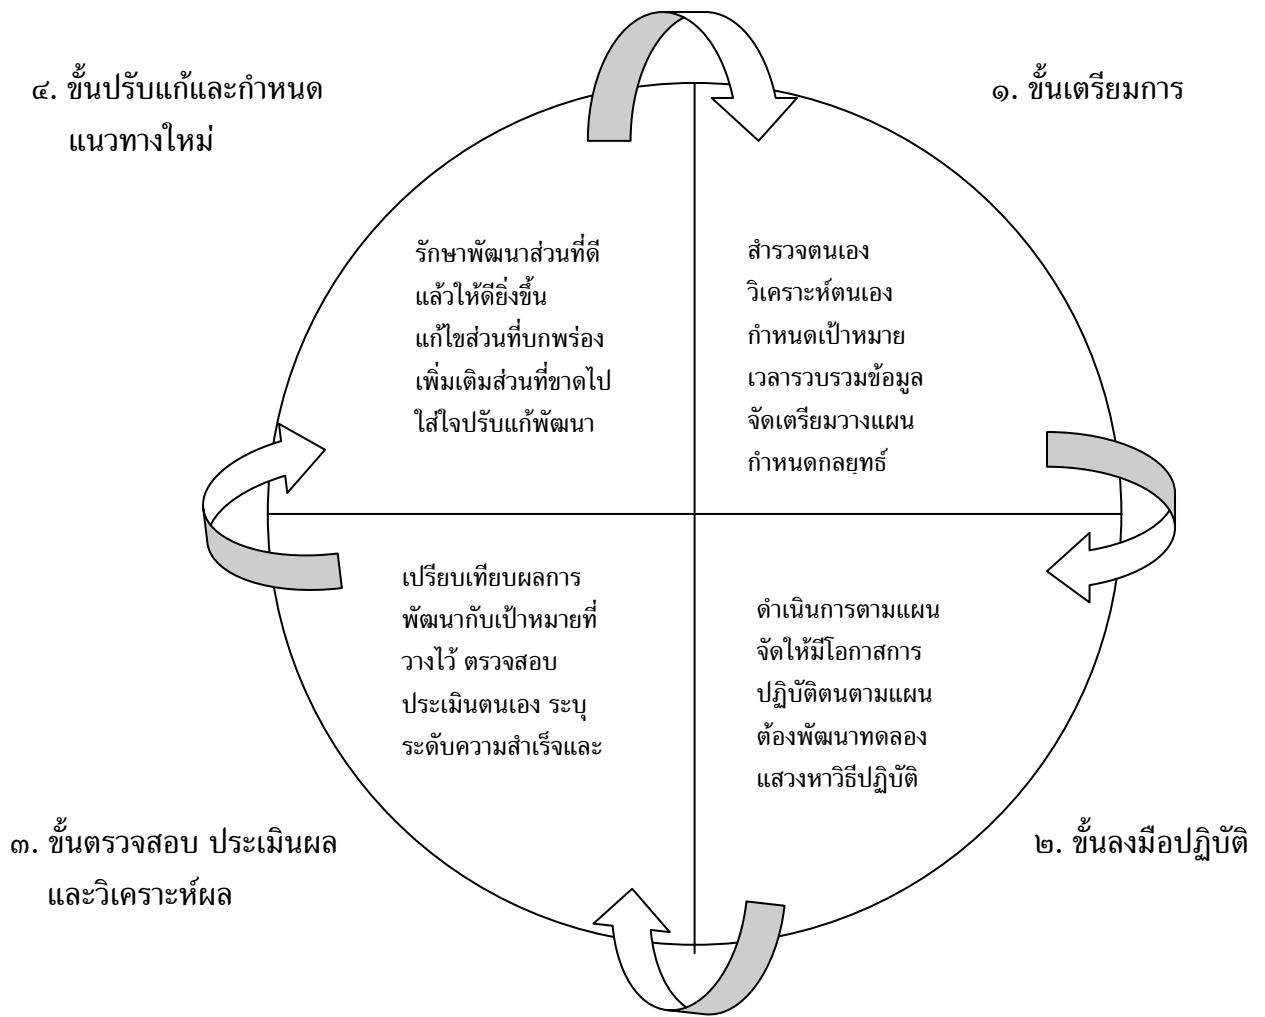 ๔. ขั้นปรับแก้และกำหนด
แนวทางใหม่
๑. ขั้นเตรียมการ
รักษาพัฒนาส่วนที่ดี
แล้วให้ดียิ่งขึ้น
แก้ไขส่วนที่บกพร่อง
เพิ่มเติมส่วนที่ขาดไป
ใส่ใจปรับแก้พัฒนา
สำรวจตนเอง
วิเคราะห์ตนเอง
กำหนดเป้าหมาย
เวลารวบรวมข้อมูล
จัดเตรียมวางแผน
กำหนดกลยุทธ์
เปรียบเทียบผลการ
พัฒนากับเป้าหมายที่
วางไว้ ตรวจสอบ
ประเมินตนเอง ระบุ
ระดับความสำเร็จและ
ดำเนินการตามแผน
จัดให้มีโอกาสการ
ปฏิบัติตนตามแผน
ต้องพัฒนาทดลอง
แสวงหาวิธีปฏิบัติ
๓. ขั้นตรวจสอบ ประเมินผล
และวิเคราะห์ผล
๒. ขั้นลงมือปฏิบัติ